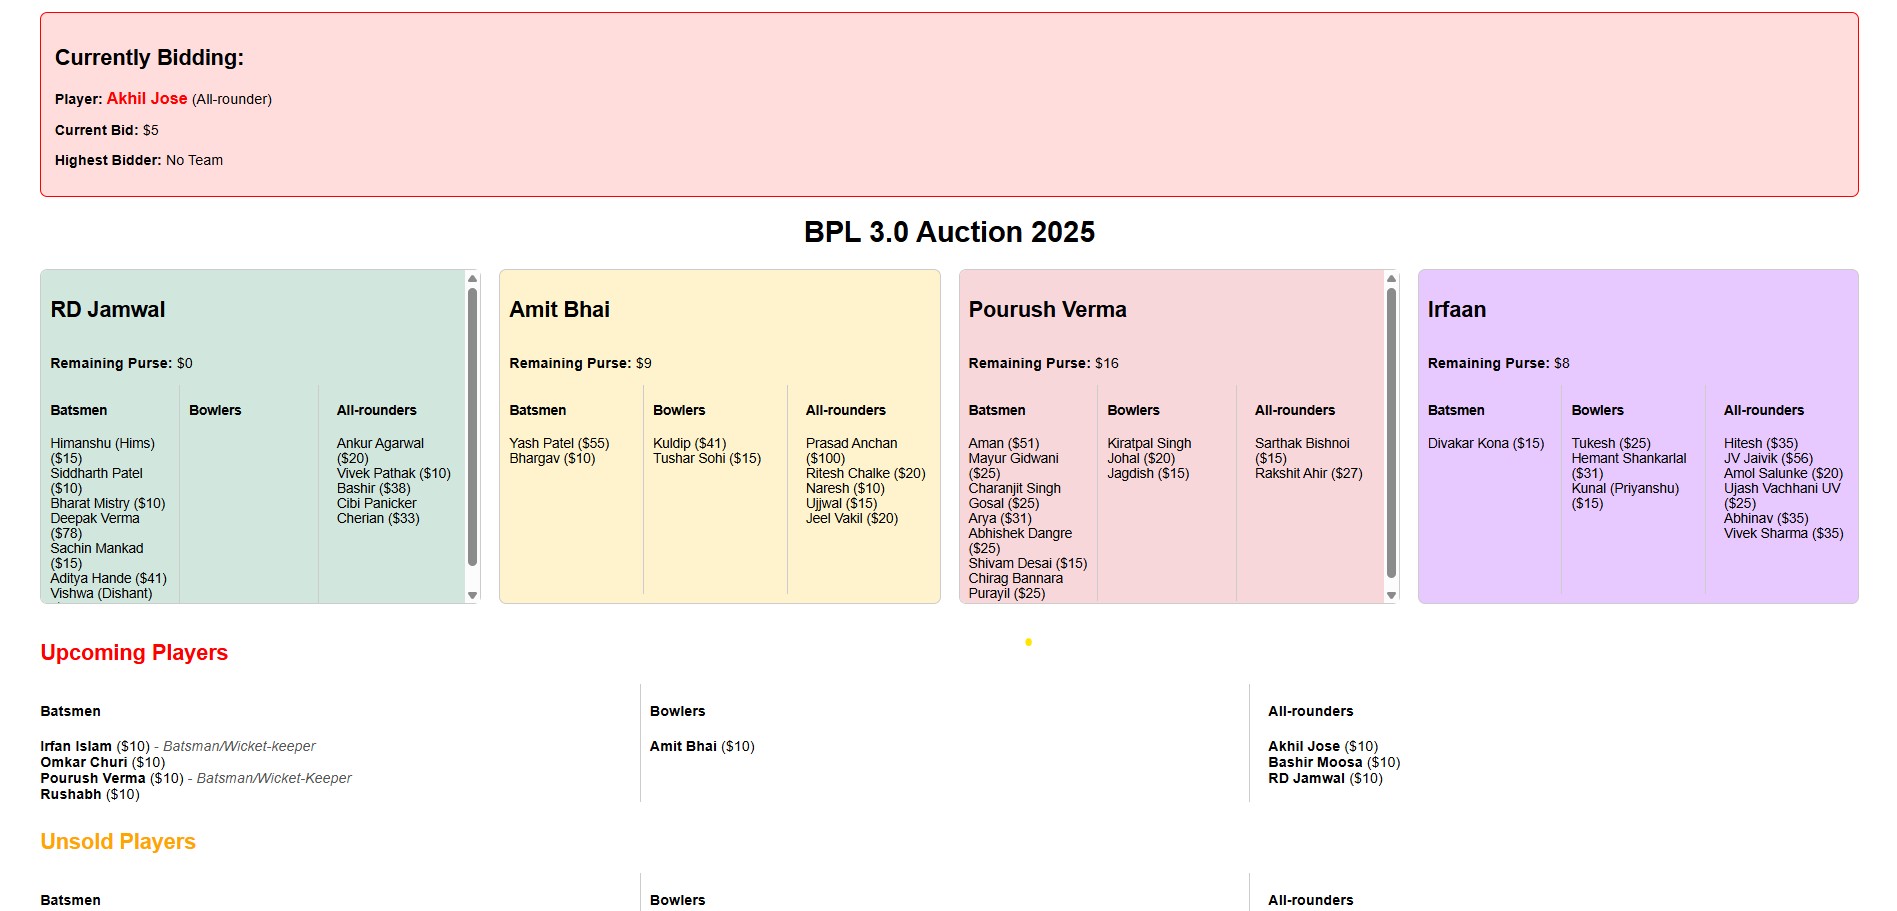 Currently Bidding:
Player: Akhil Jose (All-rounder)
Current Bid: $5
Highest Bidder: No Team
BPL 3.0 Auction 2025
RD Jamwal
Remaining Purse: $0
Batsmen
Himanshu (Hims)
($15)
Siddharth Patel
($10)
Bharat Mistry ($10)
Deepak Verma
($78)
Sachin Mankad
($15)
Aditya Hande ($41)
Vishwa (Dishant)
Bowlers
All-rounders
Ankur Agarwal
($20)
Vivek Pathak ($10)
Bashir ($38)
Cibi Panicker
Cherian ($33)
Amit Bhai
Remaining Purse: $9
Batsmen
Yash Patel ($55)
Bhargav ($10)
Bowlers
Kuldip ($41)
Tushar Sohi ($15)
All-rounders
Prasad Anchan
($100)
Ritesh Chalke ($20)
Naresh ($10)
Ujjwal ($15)
Jeel Vakil ($20)
Pourush Verma
Remaining Purse: $16
Batsmen
Aman ($51)
Mayur Gidwani
($25)
Charanjit Singh
Gosal ($25)
Arya ($31)
Abhishek Dangre
($25)
Shivam Desai ($15)
Chirag Bannara
Purayil ($25)
Bowlers
Kiratpal Singh
Johal ($20)
Jagdish ($15)
All-rounders
Sarthak Bishnoi
($15)
Rakshit Ahir ($27)
Irfaan
Remaining Purse: $8
Batsmen
Divakar Kona ($15)
Bowlers
Tukesh ($25)
Hemant Shankarlal
($31)
Kunal (Priyanshu)
($15)
All-rounders
Hitesh ($35)
JV Jaivik ($56)
Amol Salunke ($20)
Ujash Vachhani UV
($25)
Abhinav ($35)
Vivek Sharma ($35)
Upcoming Players
Batsmen
Irfan Islam ($10) - Batsman/Wicket-keeper
Omkar Churi ($10)
Pourush Verma ($10) - Batsman/Wicket-Keeper
Rushabh ($10)
Bowlers
Amit Bhai ($10)
All-rounders
Akhil Jose ($10)
Bashir Moosa ($10)
RD Jamwal ($10)
Unsold Players
Batsmen
Bowlers
All-rounders